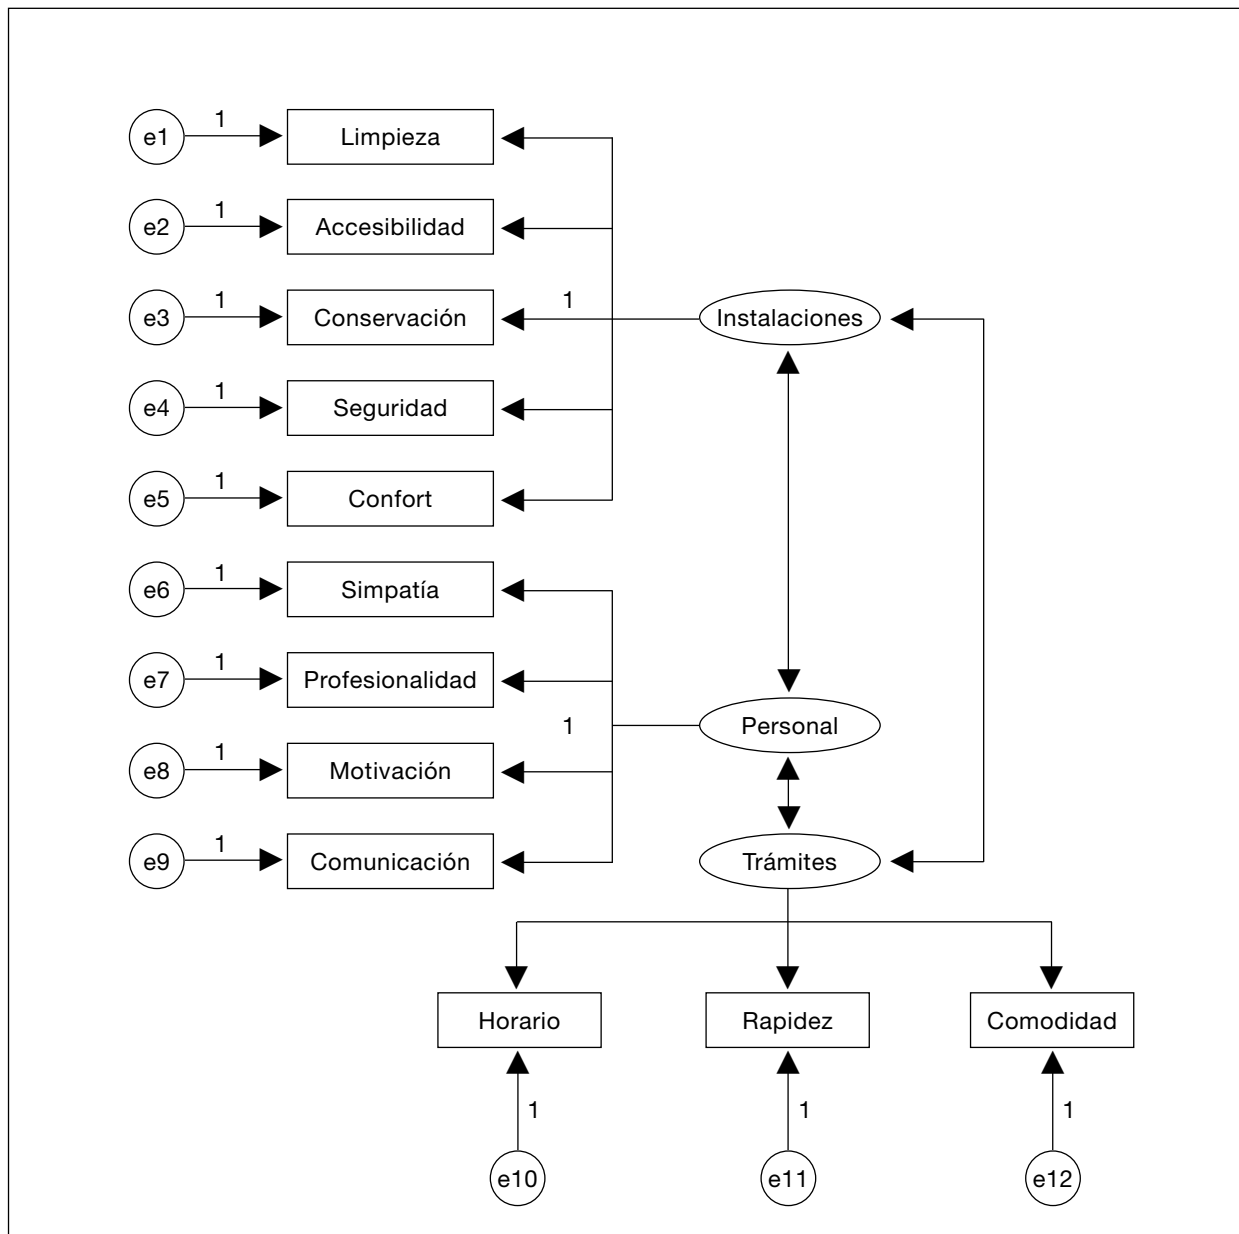 e1 1 Limpieza
e2 1 Accesibilidad
e3 1 Conservación 1 Instalaciones
e4 1 Seguridad
e5 1 Confort
e6 1 Simpatía
e7 1 Profesionalidad
1 Personal
e8 1 Motivación
e9 1 Comunicación Trámites
Horario Rapidez Comodidad
1 1 1
e10 e11 e12